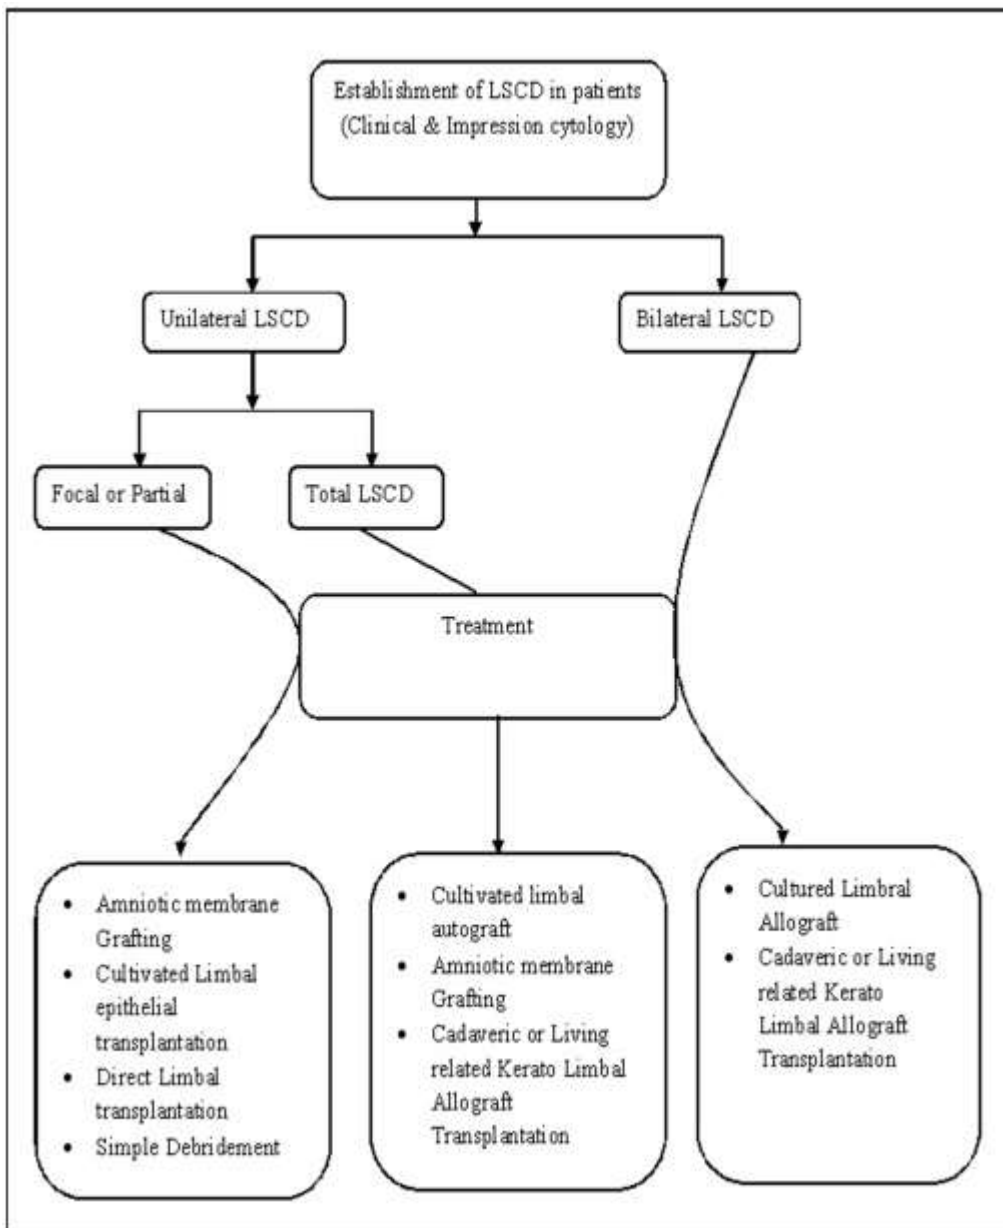 Establishment of LSCD in patients
(Clinical & Impression cytology)
Unilateral LSCD
Bilateral LSCD
Focal or Partial
Total LSCD
Treatment
• Amniotic membrane
Grafting
• Cultivated Limbal
epithelial
transplantation
• Direct Limbal
transplantation
• Simple Debridement
• Cultivated limbal
autograft
• Amniotic membrane
Grafting
• Cadaveric or Living
related Kerato Limbal
Allograft
Transplantation
• Cultured Limbral
Allograft
• Cadaveric or Living
related Kerato
Limbal Allograft
Transplantation